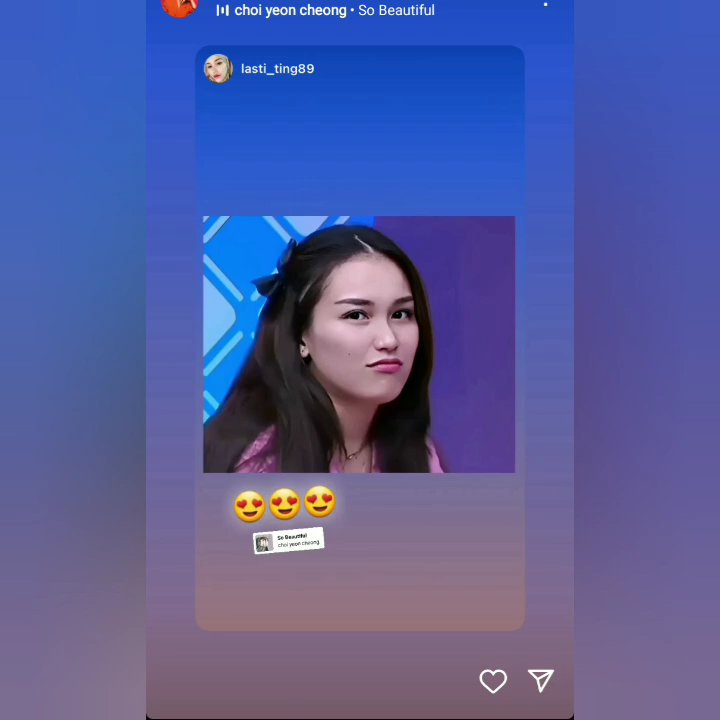 choi yeon cheong • So Beautiful
lasti_ting89
So Beautiful
choi yeon cheong